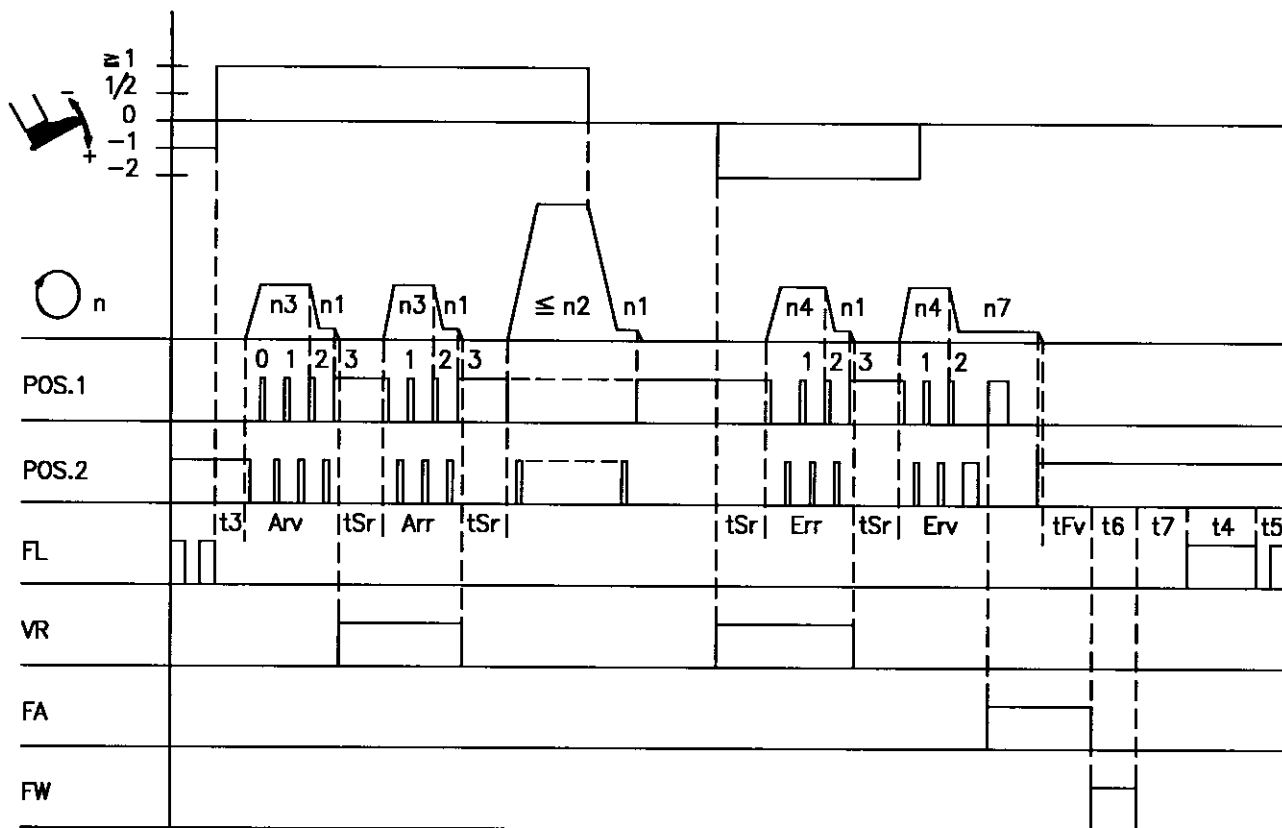 ≧ 1
1/2
0
-1
-2
-
+
n
n3 n1 n3 n1 ≦ n2 n1 n4 n1 n4 n7
0 1 2 3 1 2 3 1 2 3 1 2
POS.1
POS.2
t3 Arv tSr Arr tSr tSr Err tSr Erv tFv t6 t7 t4 t5
FL
VR
FA
FW